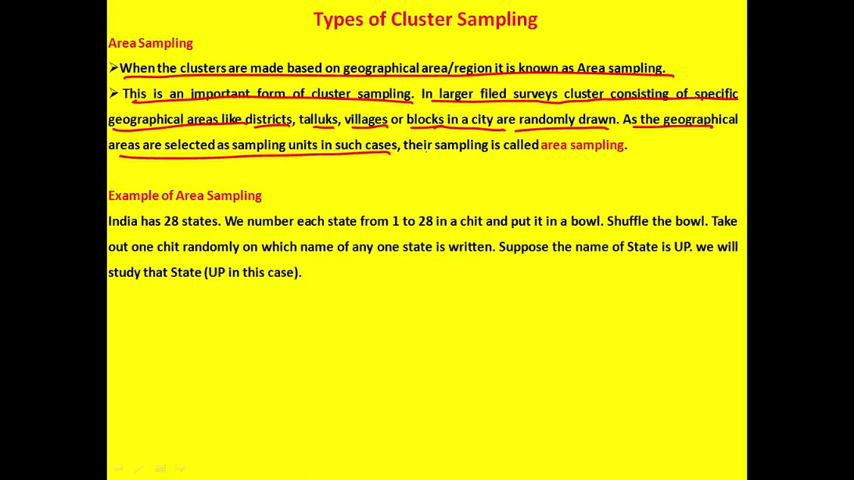 Types of Cluster Sampling
Area Sampling
➢When the clusters are made based on geographical area/region it is known as Area sampling.
➢ This is an important form of cluster sampling. In larger filed surveys cluster consisting of specific
geographical areas like districts, talluks, villages or blocks in a city are randomly drawn. As the geographical
areas are selected as sampling units in such cases, their sampling is called area sampling.
Example of Area Sampling
India has 28 states. We number each state from 1 to 28 in a chit and put it in a bowl. Shuffle the bowl. Take
out one chit randomly on which name of any one state is written. Suppose the name of State is UP. we will
study that State (UP in this case).